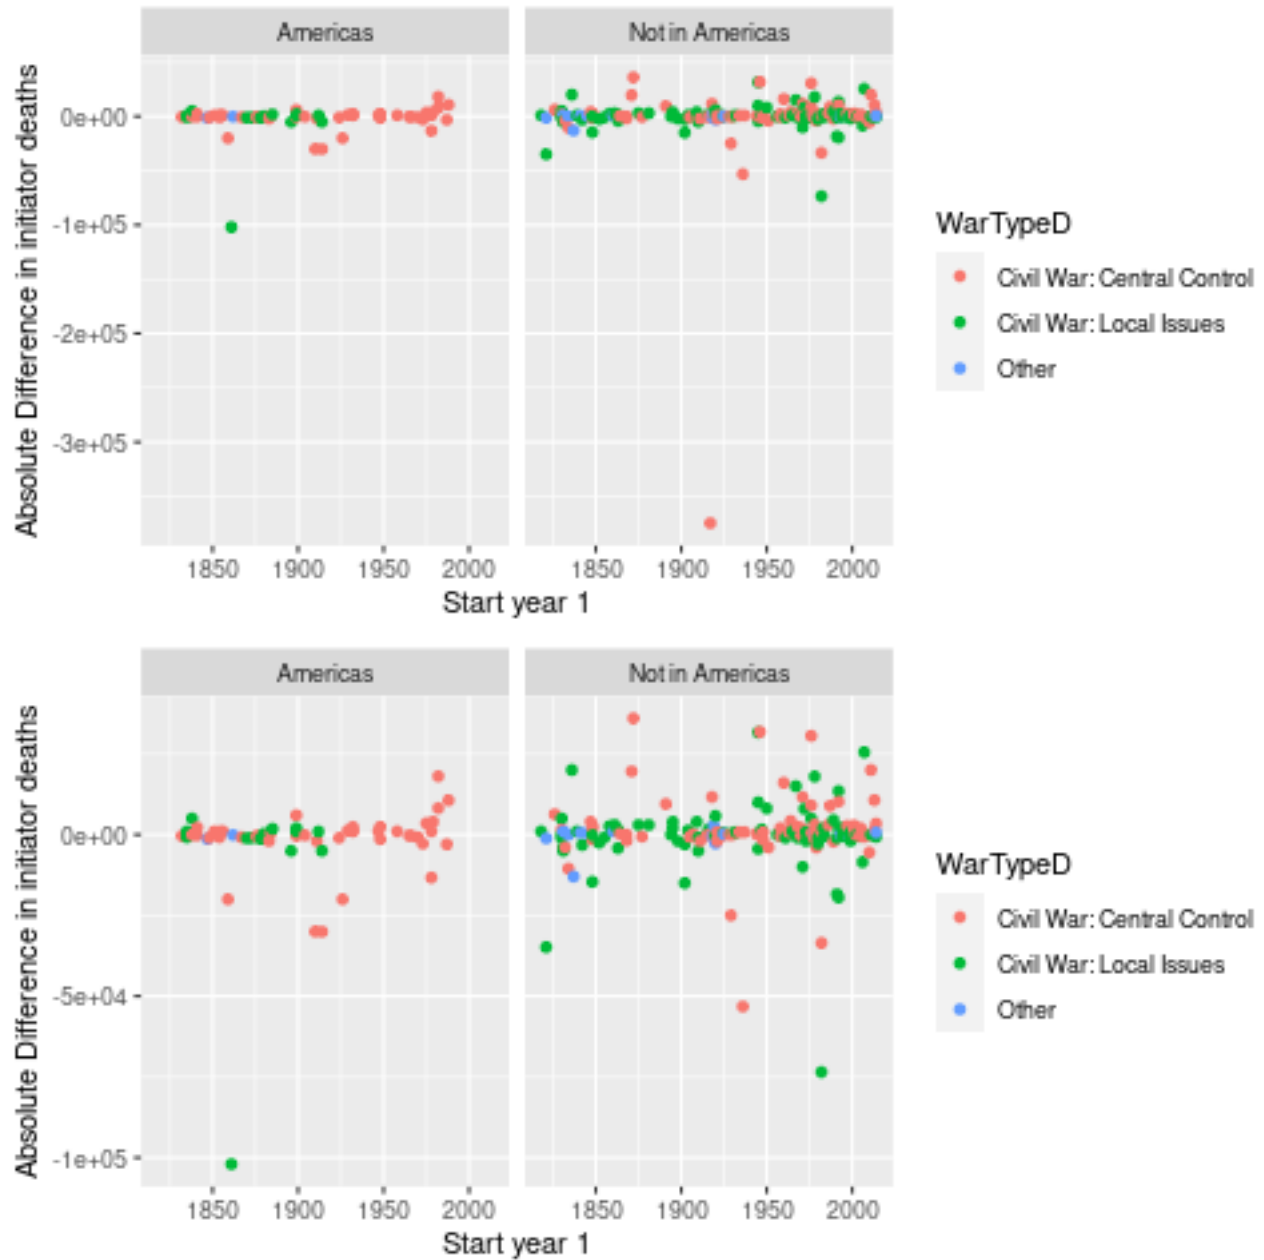 Americas
Not in Americas
Absolute Difference in initiator deaths
0e+00
-1e+05
-2e+05
-3e+05
1850 1900 1950 2000 1850 1900 1950 2000
Start year 1
WarTypeD
Civil War: Central Control
Civil War: Local Issues
Other
Americas
Not in Americas
Absolute Difference in initiator deaths
0e+00
-5e+04
-1e+05
1850 1900 1950 2000 1850 1900 1950 2000
Start year 1
WarTypeD
Civil War: Central Control
Civil War: Local Issues
Other